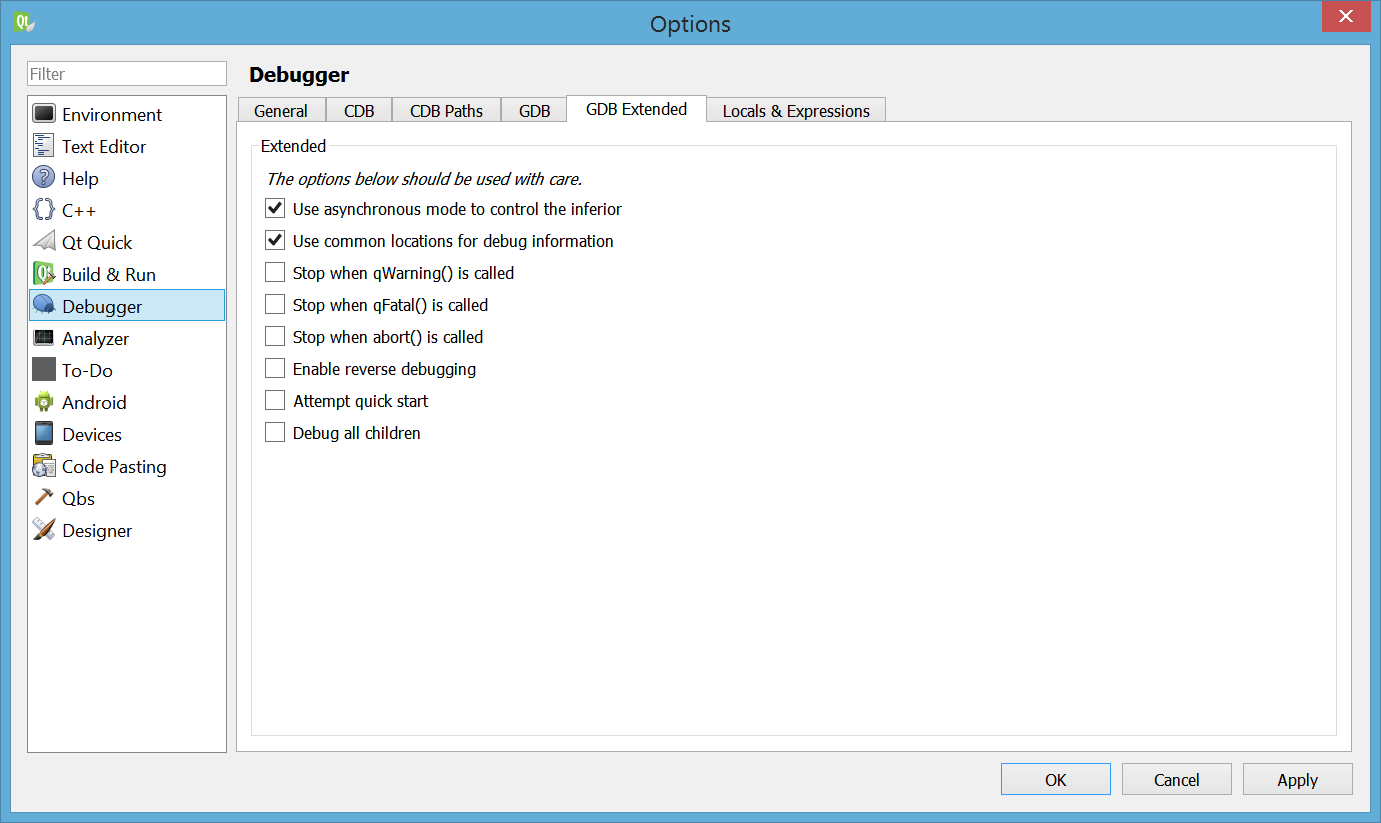 Qt
Options
Filter
Environment
Text Editor
Help
C++
Qt Quick
Build & Run
Debugger
Analyzer
To-Do
Android
Devices
Code Pasting
Qbs
Designer
Debugger
General CDB CDB Paths GDB GDB Extended Locals & Expressions
Extended
The options below should be used with care.
Use asynchronous mode to control the inferior
Use common locations for debug information
Stop when qWarning() is called
Stop when qFatal() is called
Stop when abort() is called
Enable reverse debugging
Attempt quick start
Debug all children
OK Cancel Apply